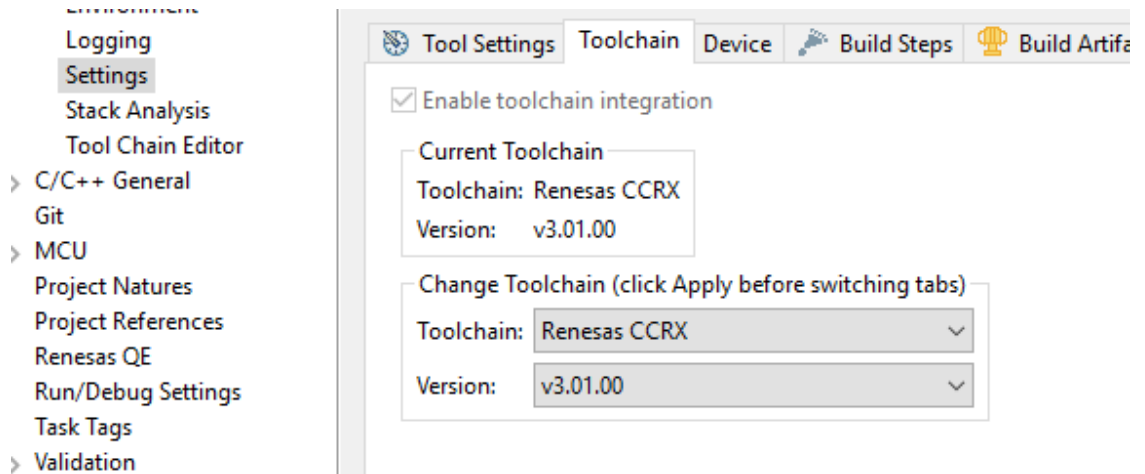 Logging
Settings
Stack Analysis
Tool Chain Editor
C/C++ General
Git
MCU
Project Natures
Project References
Renesas QE
Run/Debug Settings
Task Tags
Validation
Tool Settings Toolchain Device Build Steps Build Artifa
Enable toolchain integration
Current Toolchain
Toolchain: Renesas CCRX
Version: v3.01.00
Change Toolchain (click Apply before switching tabs)
Toolchain: Renesas CCRX
Version: v3.01.00